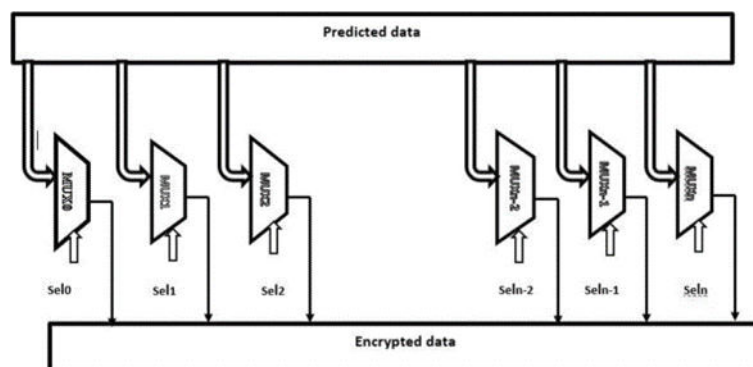 Predicted data
MUX0
MUX1
MUX2
MUXn-2
MUXn-1
MUXn
Sel0
Sel1
Sel2
Seln-2
Seln-1
Seln
Encrypted data